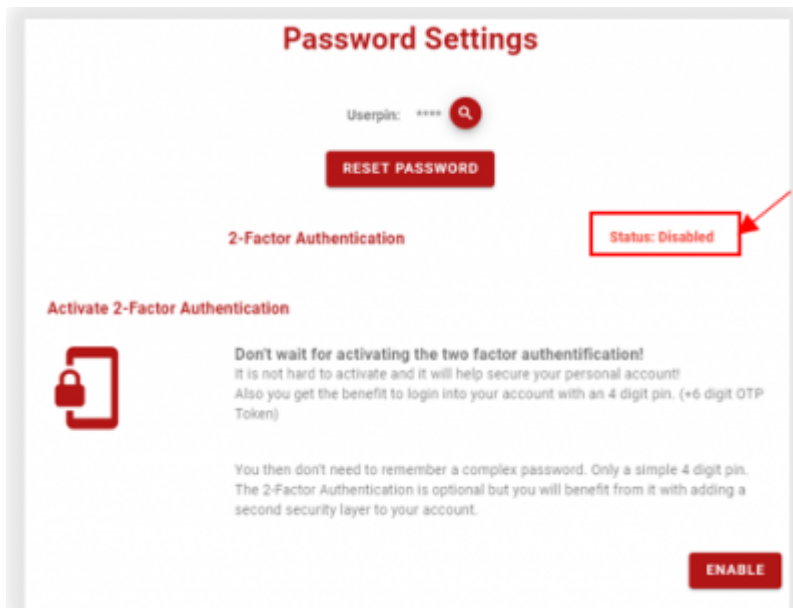 Password Settings
Userpin: ****
RESET PASSWORD
2-Factor Authentication
Status: Disabled
Activate 2-Factor Authentication
Don't wait for activating the two factor authentification!
It is not hard to activate and it will help secure your personal account!
Also you get the benefit to login into your account with an 4 digit pin. (+6 digit OTP
Token)
You then don't need to remember a complex password. Only a simple 4 digit pin.
The 2-Factor Authentication is optional but you will benefit from it with adding a
second security layer to your account.
ENABLE